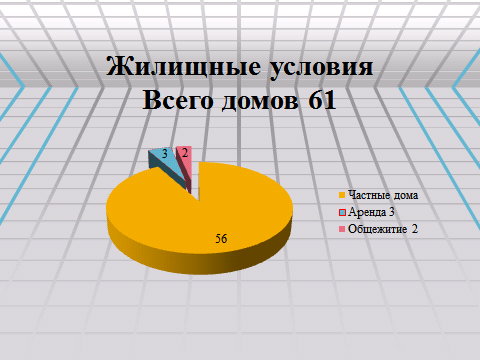 Жилищные условия
Всего домов 61
3
2
56
Частные дома
Аренда 3
Общежитие 2